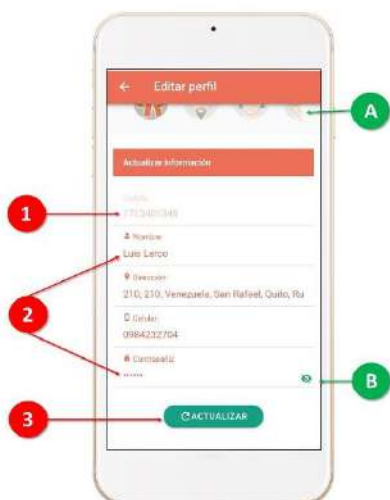 Editar perfil
A
Actualizar información
Cédula
1
Nombre
Luis Lerco
2
Dirección
210, 210, Venezuela, San Rafael, Quito, Ru
Celular
0984232704
Contraseña
B
3
ACTUALIZAR